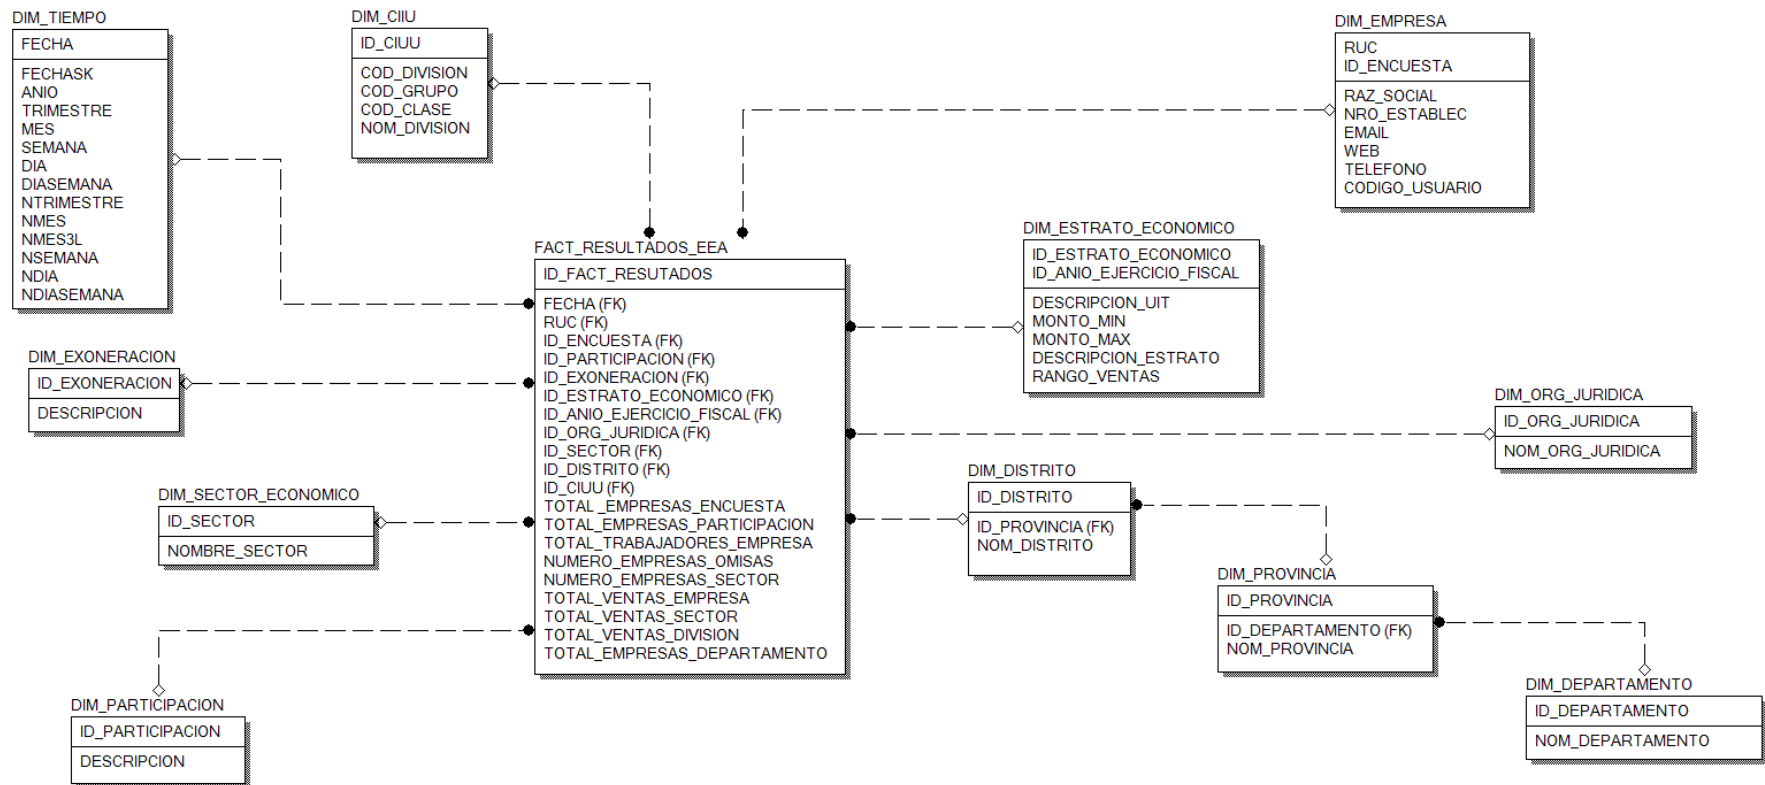 DIM_TIEMPO
FECHA
FECHASK
ANIO
TRIMESTRE
MES
SEMANA
DIA
DIASEMANA
NTRIMESTRE
NMES
NMES3L
NSEMANA
NDIA
NDIASEMANA
DIM_CIIU
ID_CIUU
COD_DIVISION
COD_GRUPO
COD_CLASE
NOM_DIVISION
DIM_EMPRESA
RUC
ID_ENCUESTA
RAZ_SOCIAL
NRO_ESTABLEC
EMAIL
WEB
TELEFONO
CODIGO_USUARIO
FACT_RESULTADOS_EEA
ID_FACT_RESUTADOS
FECHA (FK)
RUC (FK)
ID_ENCUESTA (FK)
ID_PARTICIPACION (FK)
ID_EXONERACION (FK)
ID_ESTRATO_ECONOMICO (FK)
ID_ANIO_EJERCICIO_FISCAL (FK)
ID_ORG_JURIDICA (FK)
ID_SECTOR (FK)
ID_DISTRITO (FK)
ID_CIUU (FK)
TOTAL_EMPRESAS_ENCUESTA
TOTAL_EMPRESAS_PARTICIPACION
TOTAL_TRABAJADORES_EMPRESA
NUMERO_EMPRESAS_OMISAS
NUMERO_EMPRESAS_SECTOR
TOTAL_VENTAS_EMPRESA
TOTAL_VENTAS_SECTOR
TOTAL_VENTAS_DIVISION
TOTAL_EMPRESAS_DEPARTAMENTO
DIM_ESTRATO_ECONOMICO
ID_ESTRATO_ECONOMICO
ID_ANIO_EJERCICIO_FISCAL
DESCRIPCION_UIT
MONTO_MIN
MONTO_MAX
DESCRIPCION_ESTRATO
RANGO_VENTAS
DIM_EXONERACION
ID_EXONERACION
DESCRIPCION
DIM_ORG_JURIDICA
ID_ORG_JURIDICA
NOM_ORG_JURIDICA
DIM_SECTOR_ECONOMICO
ID_SECTOR
NOMBRE_SECTOR
DIM_DISTRITO
ID_DISTRITO
ID_PROVINCIA (FK)
NOM_DISTRITO
DIM_PROVINCIA
ID_PROVINCIA
ID_DEPARTAMENTO (FK)
NOM_PROVINCIA
DIM_PARTICIPACION
ID_PARTICIPACION
DESCRIPCION
DIM_DEPARTAMENTO
ID_DEPARTAMENTO
NOM_DEPARTAMENTO